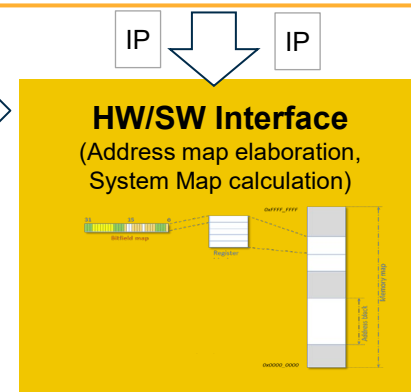 IP
IP
HW/SW Interface
(Address map elaboration,
System Map calculation)
0xFFFF_FFFF
31 15 0
Bitfield map
Register
Memory map
Address block
0x0000_0000